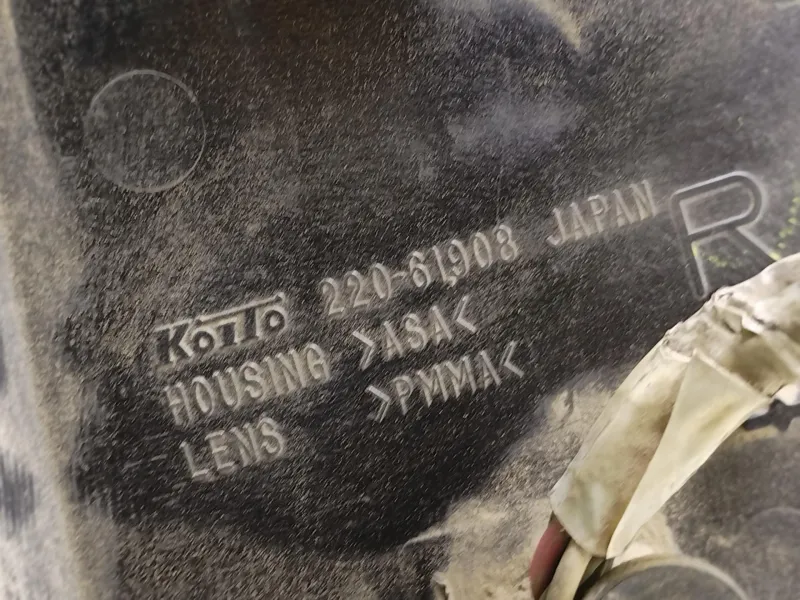 KOITO 220-61908 JAPAN R
HOUSING >ASA<
LENS >PMMA<